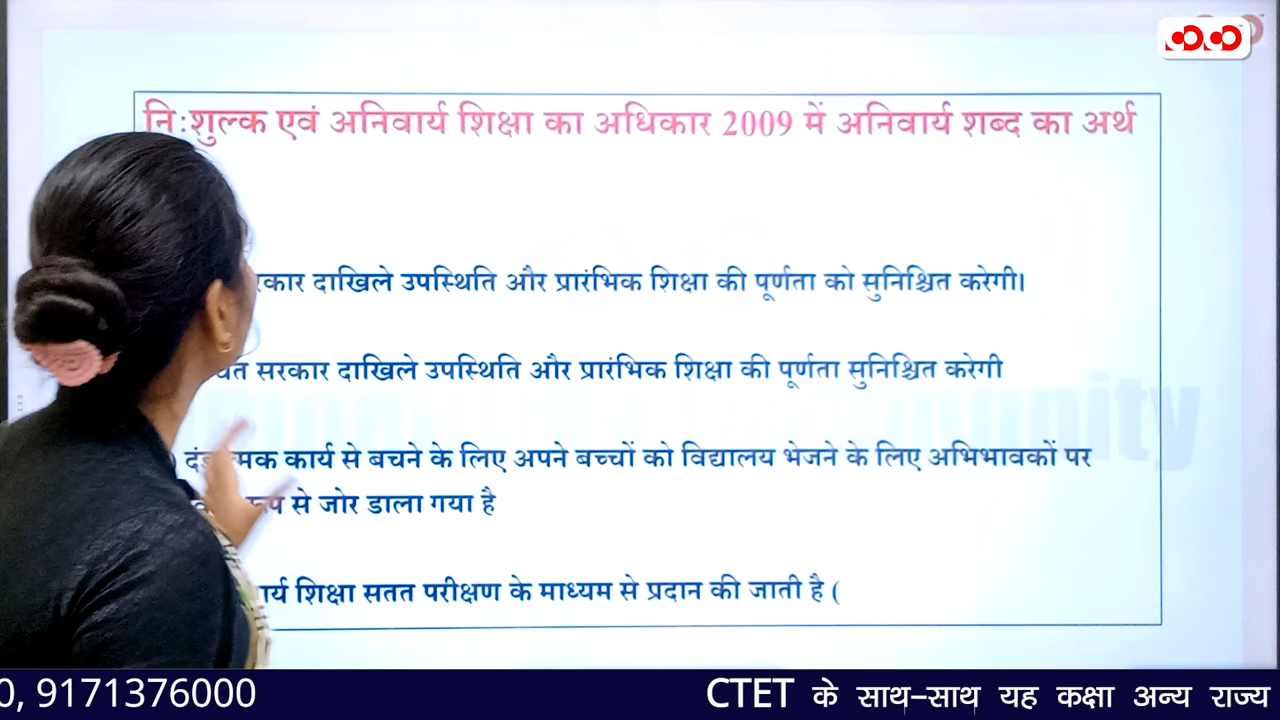 निःशुल्क एवं अनिवार्य शिक्षा का अधिकार 2009 में अनिवार्य शब्द का अर्थ
दाखिले उपस्थिति और प्रारंभिक शिक्षा की पूर्णता को सुनिश्चित करेगी।
सरकार दाखिले उपस्थिति और प्रारंभिक शिक्षा की पूर्णता सुनिश्चित करेगी
कार्य से बचने के लिए अपने बच्चों को विद्यालय भेजने के लिए अभिभावकों पर
से जोर डाला गया है
शिक्षा सतत परीक्षण के माध्यम से प्रदान की जाती है (
0, 9171376000
CTET के साथ-साथ यह कक्षा अन्य राज्य